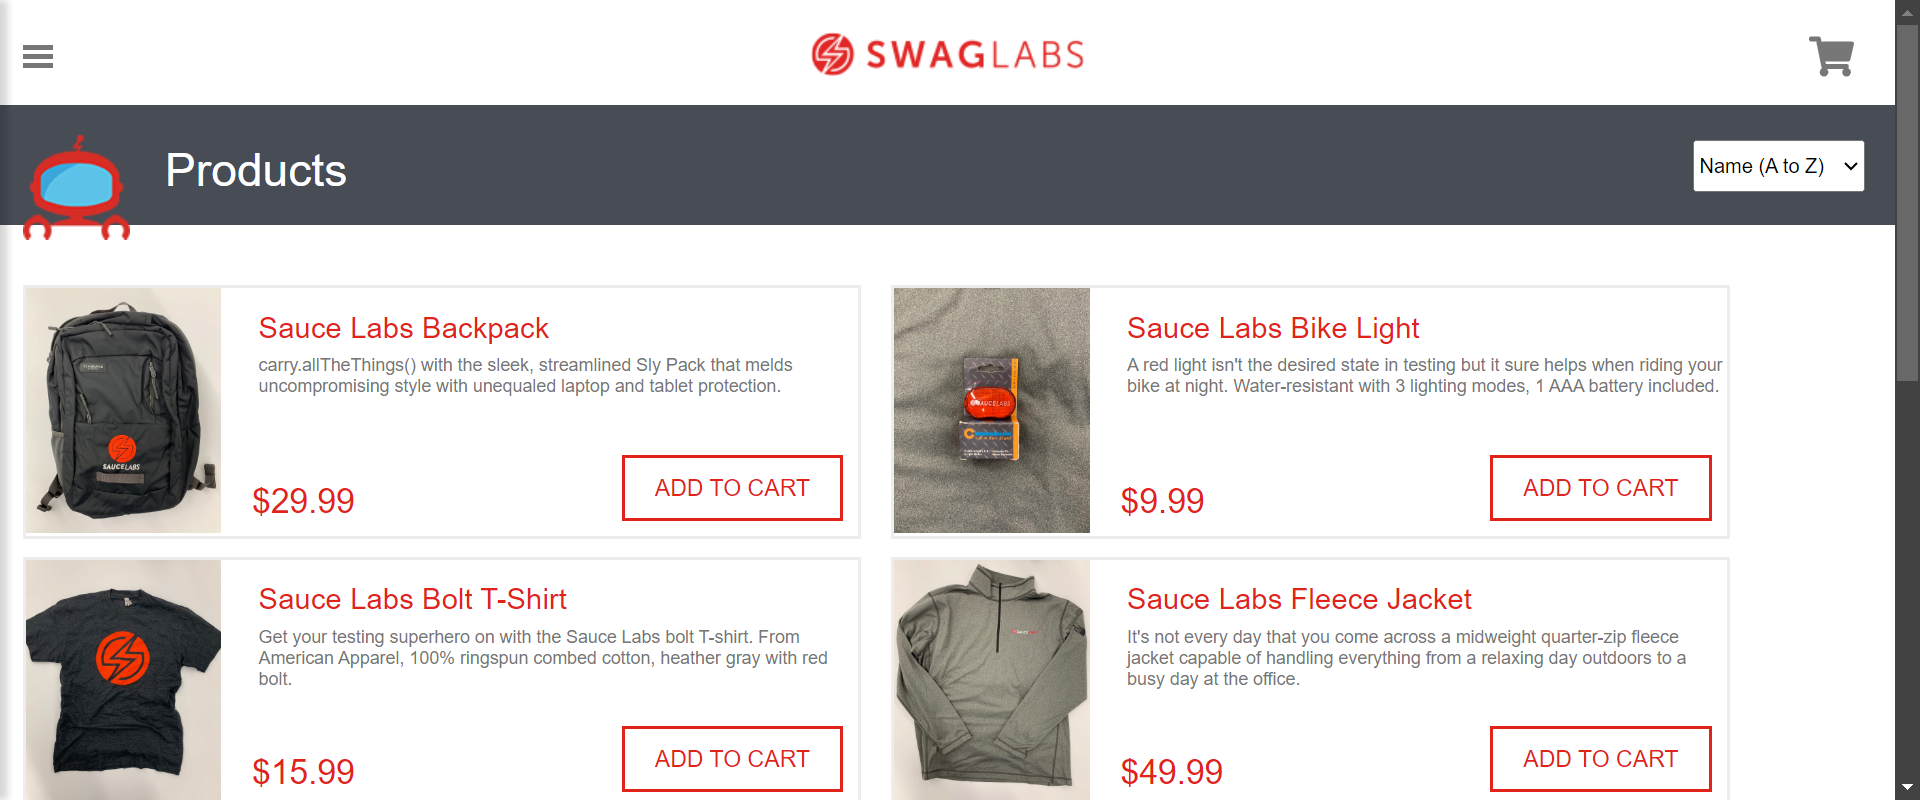 SWAGLABS
Products
Name (A to Z)
Sauce Labs Backpack
carry.allTheThings() with the sleek, streamlined Sly Pack that melds
uncompromising style with unequaled laptop and tablet protection.
SAUCELABS
$29.99
ADD TO CART
Sauce Labs Bike Light
A red light isn't the desired state in testing but it sure helps when riding your
bike at night. Water-resistant with 3 lighting modes, 1 AAA battery included.
SAUCELABS
$9.99
ADD TO CART
Sauce Labs Bolt T-Shirt
Get your testing superhero on with the Sauce Labs bolt T-shirt. From
American Apparel, 100% ringspun combed cotton, heather gray with red
bolt.
$15.99
ADD TO CART
Sauce Labs Fleece Jacket
It's not every day that you come across a midweight quarter-zip fleece
jacket capable of handling everything from a relaxing day outdoors to a
busy day at the office.
$49.99
ADD TO CART